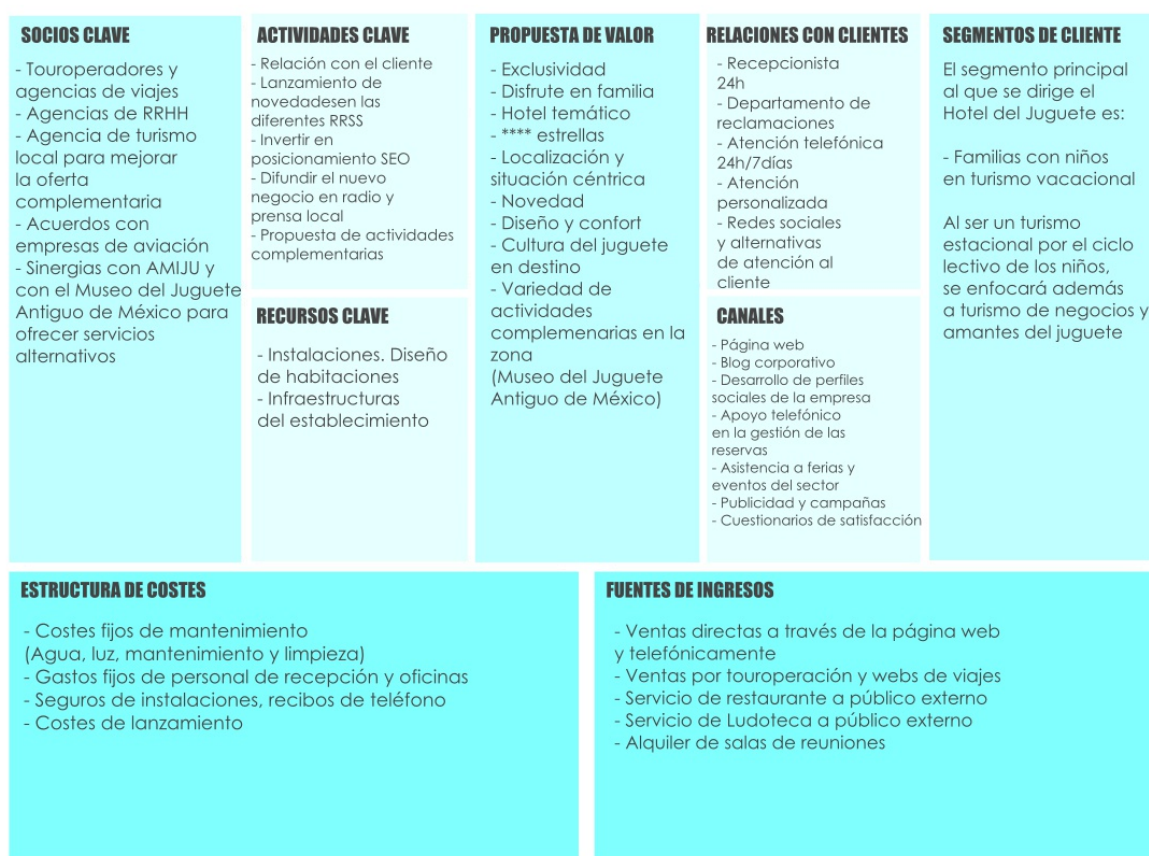 SOCIOS CLAVE
- Touroperadores y
agencias de viajes
- Agencias de RRHH
- Agencia de turismo
local para mejorar
la oferta
complementaria
- Acuerdos con
empresas de aviación
- Sinergias con AMIJU y
con el Museo del Juguete
Antiguo de México para
ofrecer servicios
alternativos
ACTIVIDADES CLAVE
- Relación con el cliente
- Lanzamiento de
novedadesen las
diferentes RRSS
- Invertir en
posicionamiento SEO
- Difundir el nuevo
negocio en radio y
prensa local
- Propuesta de actividades
complementarias
RECURSOS CLAVE
- Instalaciones. Diseño
de habitaciones
- Infraestructuras
del establecimiento
PROPUESTA DE VALOR
- Exclusividad
- Disfrute en familia
- Hotel temático
- **** estrellas
- Localización y
situación céntrica
- Novedad
- Diseño y confort
- Cultura del juguete
en destino
- Variedad de
actividades
complemenarias en la
zona
(Museo del Juguete
Antiguo de México)
RELACIONES CON CLIENTES
- Recepcionista
24h
- Departamento de
reclamaciones
- Atención telefónica
24h/7días
- Atención
personalizada
- Redes sociales
y alternativas
de atención al
cliente
CANALES
- Página web
- Blog corporativo
- Desarrollo de perfiles
sociales de la empresa
- Apoyo telefónico
en la gestión de las
reservas
- Asistencia a ferias y
eventos del sector
- Publicidad y campañas
- Cuestionarios de satisfacción
SEGMENTOS DE CLIENTE
El segmento principal
al que se dirige el
Hotel del Juguete es:
- Familias con niños
en turismo vacacional
Al ser un turismo
estacional por el ciclo
lectivo de los niños,
se enfocará además
a turismo de negocios y
amantes del juguete
ESTRUCTURA DE COSTES
- Costes fijos de mantenimiento
(Agua, luz, mantenimiento y limpieza)
- Gastos fijos de personal de recepción y oficinas
- Seguros de instalaciones, recibos de teléfono
- Costes de lanzamiento
FUENTES DE INGRESOS
- Ventas directas a través de la página web
y telefónicamente
- Ventas por touroperación y webs de viajes
- Servicio de restaurante a público externo
- Servicio de Ludoteca a público externo
- Alquiler de salas de reuniones